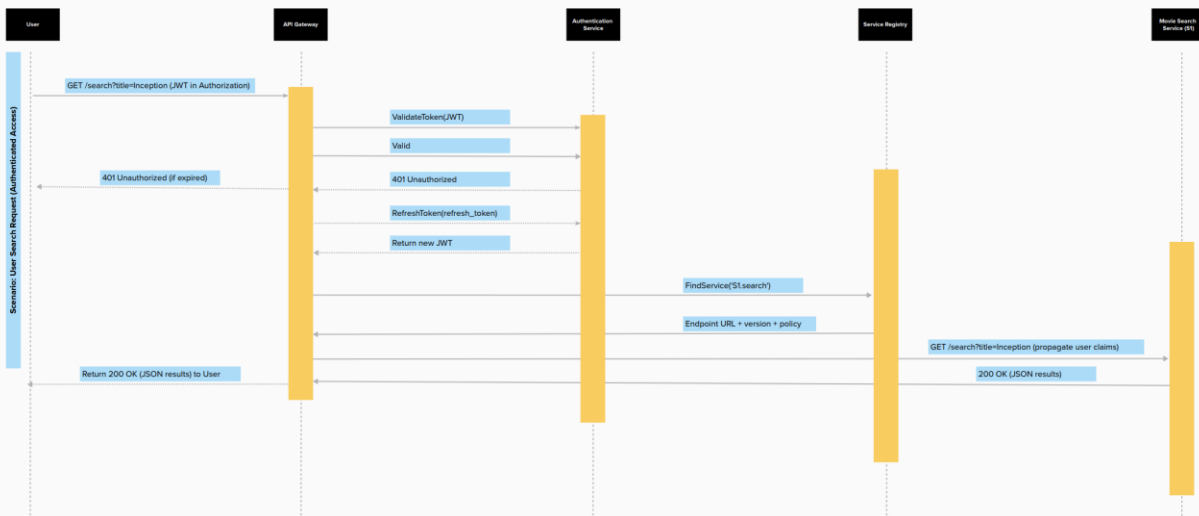 User
API Gateway
Authentication
Service
Service Registry
Movie Search
Service (S1)
Scenario: User Search Request (Authenticated Access)
GET /search?title=Inception (JWT in Authorization)
ValidateToken(JWT)
Valid
401 Unauthorized (if expired)
401 Unauthorized
RefreshToken(refresh_token)
Return new JWT
FindService('S1.search')
Endpoint URL + version + policy
GET /search?title=Inception (propagate user claims)
Return 200 OK (JSON results) to User
200 OK (JSON results)